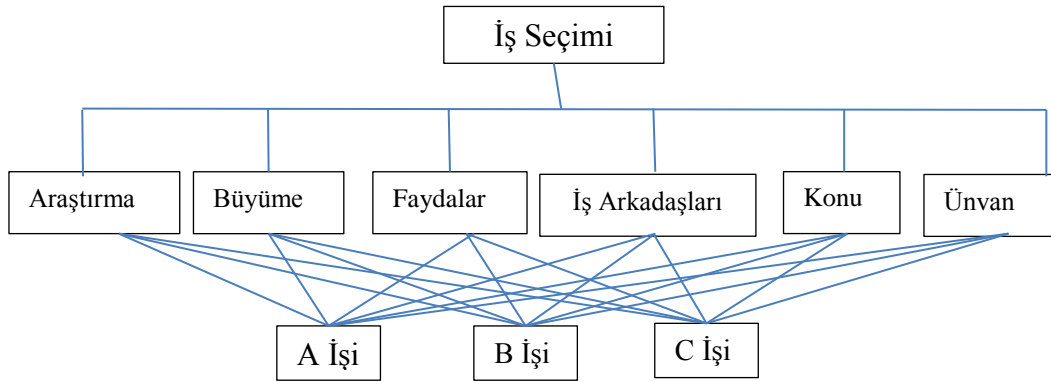 İş Seçimi
Araştırma
Büyüme
Faydalar
İş Arkadaşları
Konu
Ünvan
A İşi
B İşi
C İşi